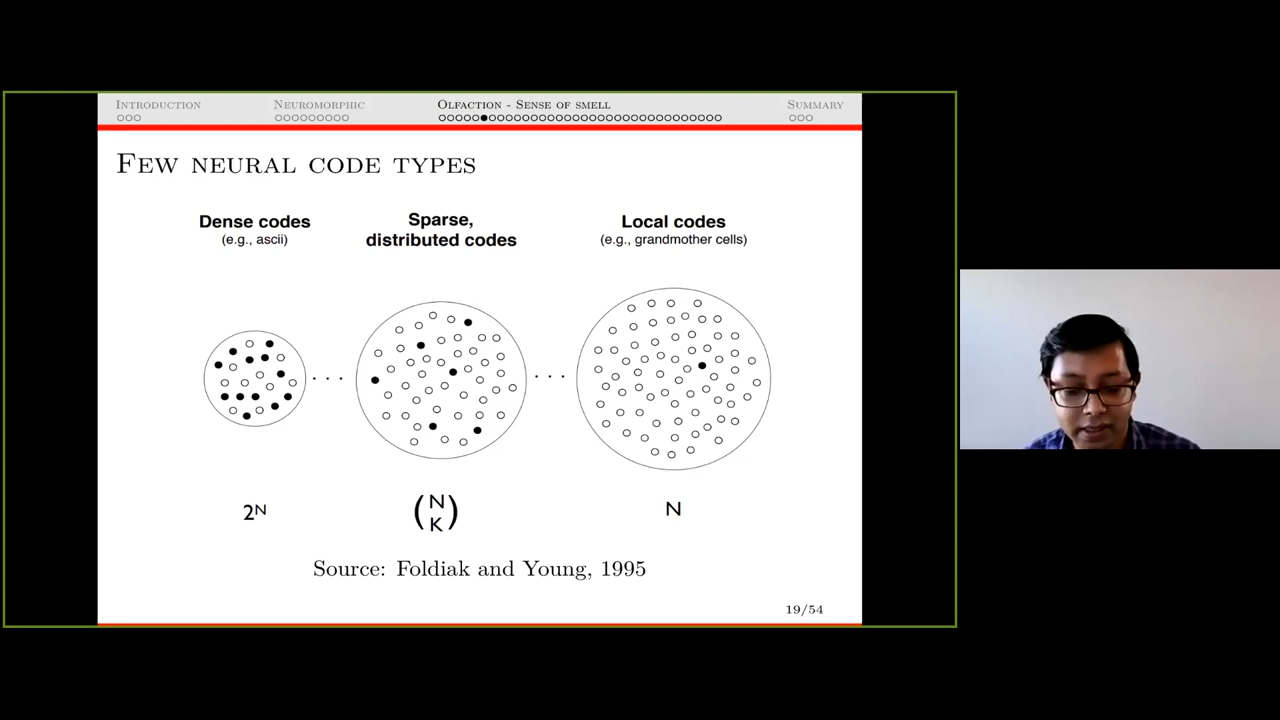 INTRODUCTION NEUROMORPHIC OLFACTION - SENSE OF SMELL SUMMARY
FEW NEURAL CODE TYPES
Dense codes
(e.g., ascii)
Sparse,
distributed codes
Local codes
(e.g., grandmother cells)
2ᴺ
(N
K)
N
Source: Foldiak and Young, 1995
19/54